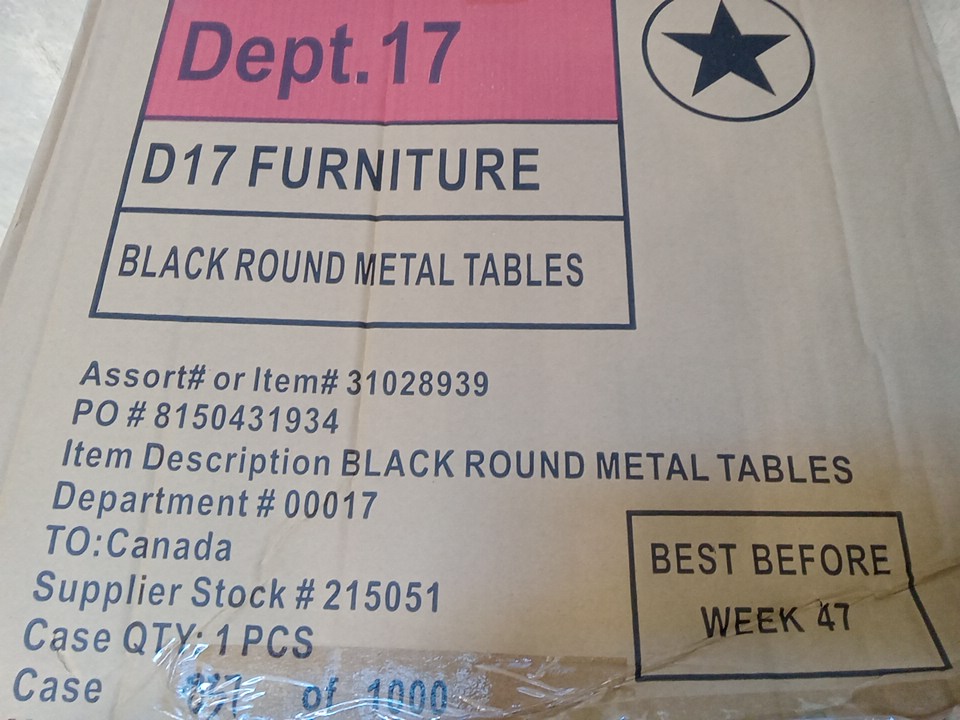 Dept.17
D17 FURNITURE
BLACK ROUND METAL TABLES
Assort# or Item# 31028939
PO # 8150431934
Item Description BLACK ROUND METAL TABLES
Department # 00017
TO:Canada
Supplier Stock # 215051
Case QTY: 1 PCS
Case of 1000
BEST BEFORE
WEEK 47